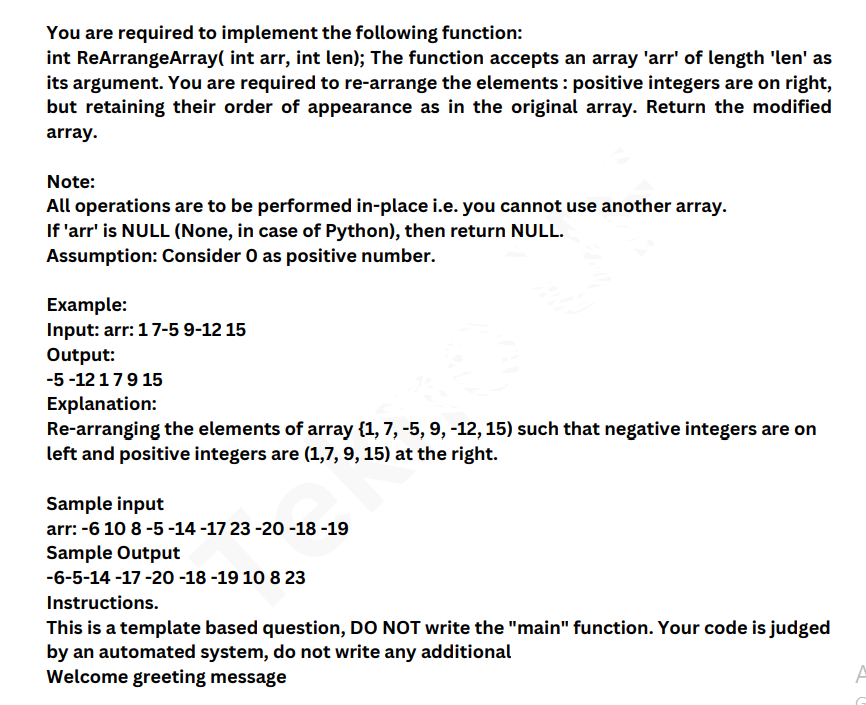 You are required to implement the following function:
int ReArrangeArray( int arr, int len); The function accepts an array 'arr' of length 'len' as
its argument. You are required to re-arrange the elements : positive integers are on right,
but retaining their order of appearance as in the original array. Return the modified
array.
Note:
All operations are to be performed in-place i.e. you cannot use another array.
If 'arr' is NULL (None, in case of Python), then return NULL.
Assumption: Consider 0 as positive number.
Example:
Input: arr: 1 7-5 9-12 15
Output:
-5 -12 1 7 9 15
Explanation:
Re-arranging the elements of array {1, 7, -5, 9, -12, 15) such that negative integers are on
left and positive integers are (1,7, 9, 15) at the right.
Sample input
arr: -6 10 8 -5 -14 -17 23 -20 -18 -19
Sample Output
-6-5-14 -17 -20 -18 -19 10 8 23
Instructions.
This is a template based question, DO NOT write the "main" function. Your code is judged
by an automated system, do not write any additional
Welcome greeting message